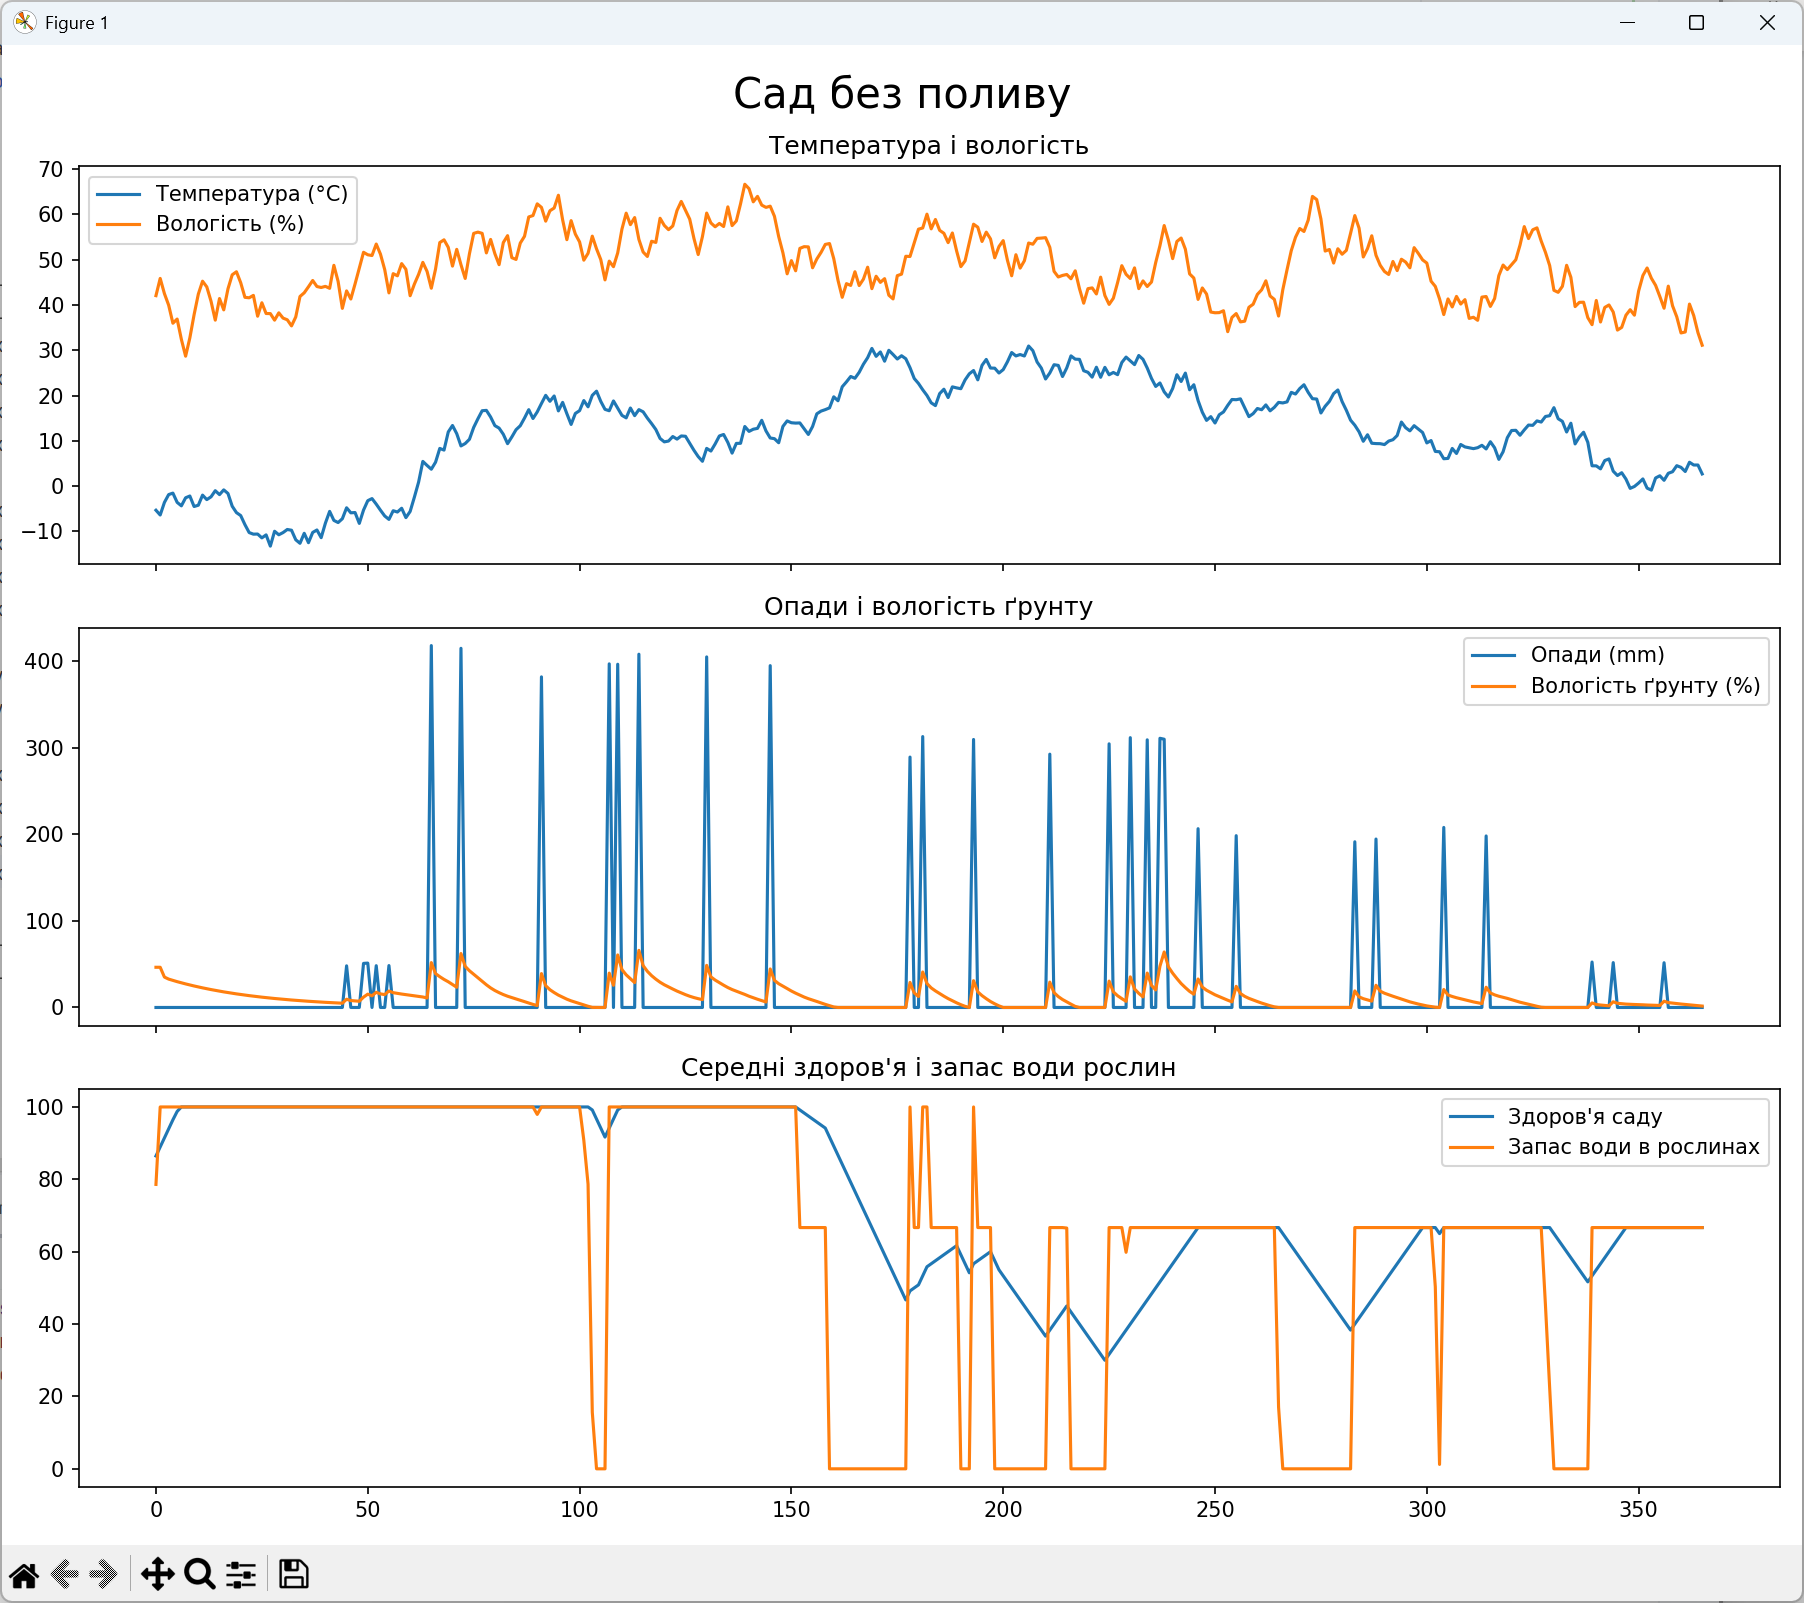 Figure 1
Сад без поливу
Температура і вологість
70
60
50
40
30
20
10
0
−10
Температура (°C)
Вологість (%)
Опади і вологість ґрунту
400
300
200
100
0
Опади (mm)
Вологість ґрунту (%)
Середні здоров'я і запас води рослин
100
80
60
40
20
0
Здоров'я саду
Запас води в рослинах
0 50 100 150 200 250 300 350